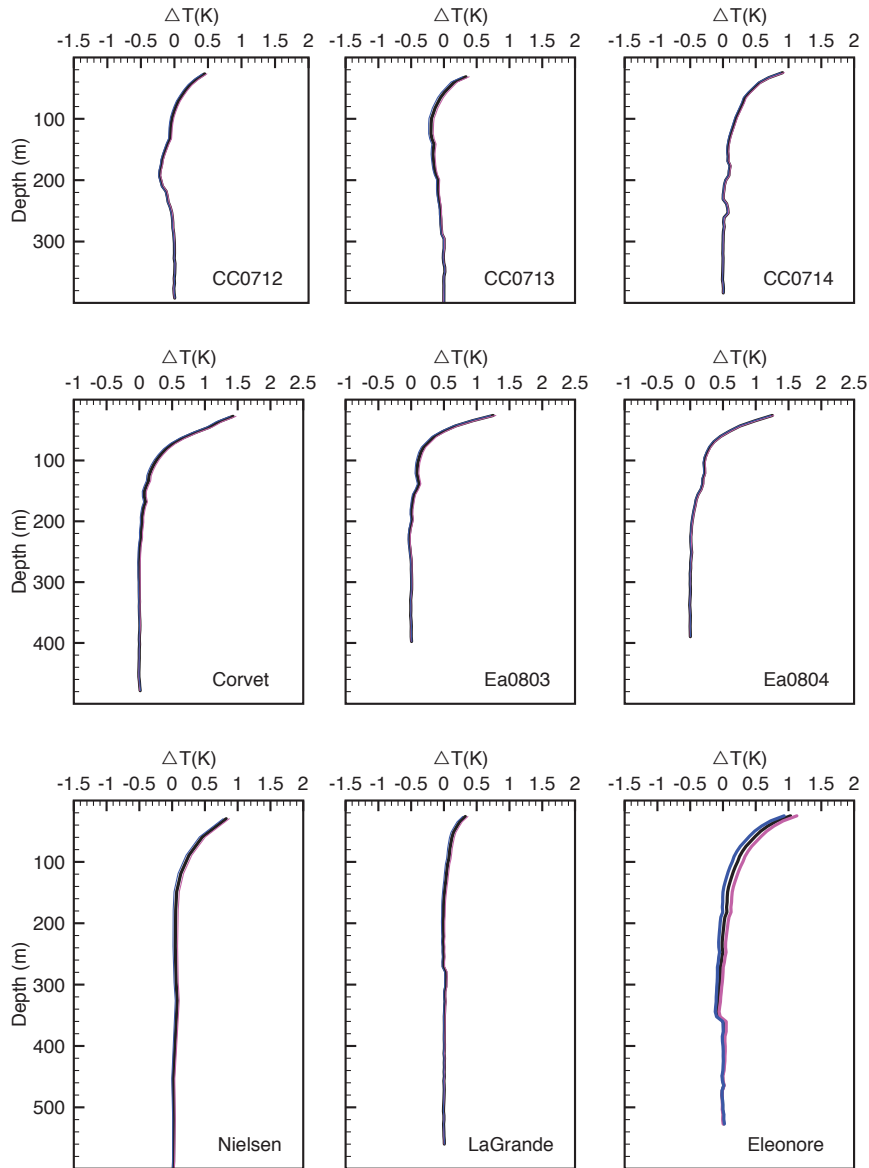 △T(K) △T(K) △T(K)
-1.5 -1 -0.5 0 0.5 1 1.5 2 -1.5 -1 -0.5 0 0.5 1 1.5 2 -1.5 -1 -0.5 0 0.5 1 1.5 2
Depth (m)
100
200
300
CC0712 CC0713 CC0714
△T(K) △T(K) △T(K)
-1 -0.5 0 0.5 1 1.5 2 2.5 -1 -0.5 0 0.5 1 1.5 2 2.5 -1 -0.5 0 0.5 1 1.5 2 2.5
Depth (m)
100
200
300
400
Corvet Ea0803 Ea0804
△T(K) △T(K) △T(K)
-1.5 -1 -0.5 0 0.5 1 1.5 2 -1.5 -1 -0.5 0 0.5 1 1.5 2 -1.5 -1 -0.5 0 0.5 1 1.5 2
Depth (m)
100
200
300
400
500
Nielsen LaGrande Eleonore